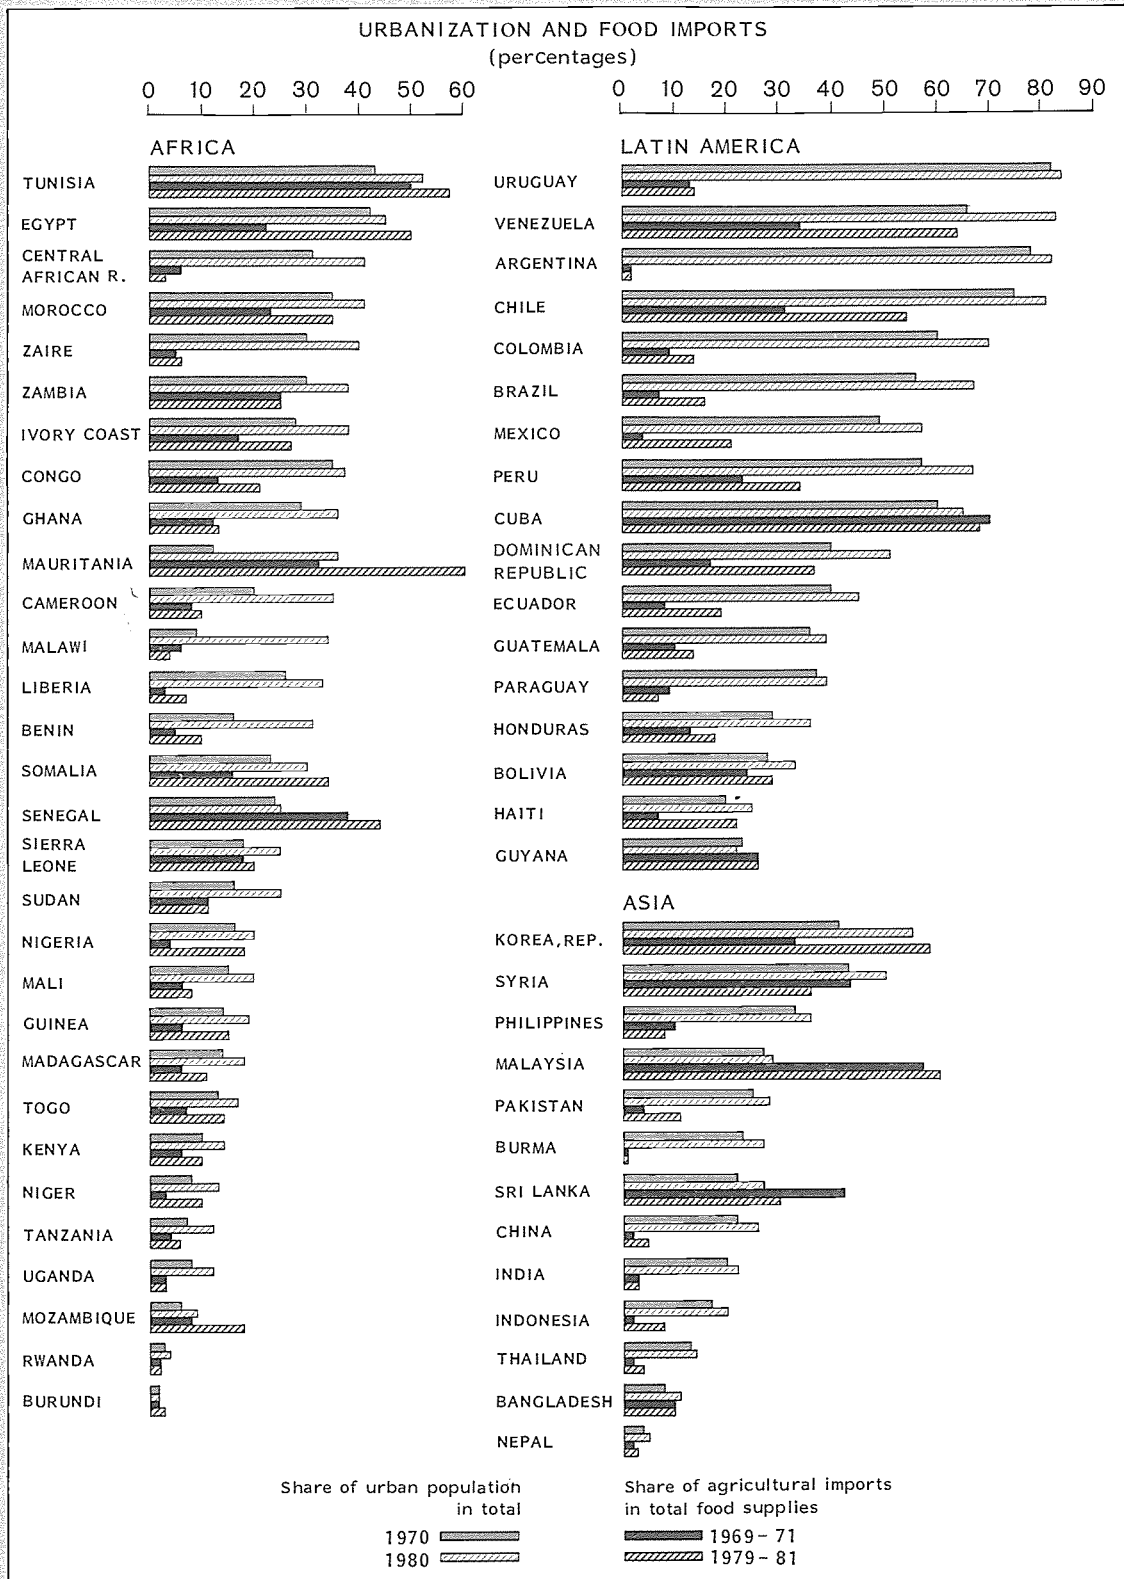 URBANIZATION AND FOOD IMPORTS
(percentages)
0 10 20 30 40 50 60
AFRICA
TUNISIA
EGYPT
CENTRAL
AFRICAN R.
MOROCCO
ZAIRE
ZAMBIA
IVORY COAST
CONGO
GHANA
MAURITANIA
CAMEROON
MALAWI
LIBERIA
BENIN
SOMALIA
SENEGAL
SIERRA
LEONE
SUDAN
NIGERIA
MALI
GUINEA
MADAGASCAR
TOGO
KENYA
NIGER
TANZANIA
UGANDA
MOZAMBIQUE
RWANDA
BURUNDI
0 10 20 30 40 50 60 70 80 90
LATIN AMERICA
URUGUAY
VENEZUELA
ARGENTINA
CHILE
COLOMBIA
BRAZIL
MEXICO
PERU
CUBA
DOMINICAN
REPUBLIC
ECUADOR
GUATEMALA
PARAGUAY
HONDURAS
BOLIVIA
HAITI
GUYANA
ASIA
KOREA, REP.
SYRIA
PHILIPPINES
MALAYSIA
PAKISTAN
BURMA
SRI LANKA
CHINA
INDIA
INDONESIA
THAILAND
BANGLADESH
NEPAL
Share of urban population
in total
1970
1980
Share of agricultural imports
in total food supplies
1969-71
1979-81